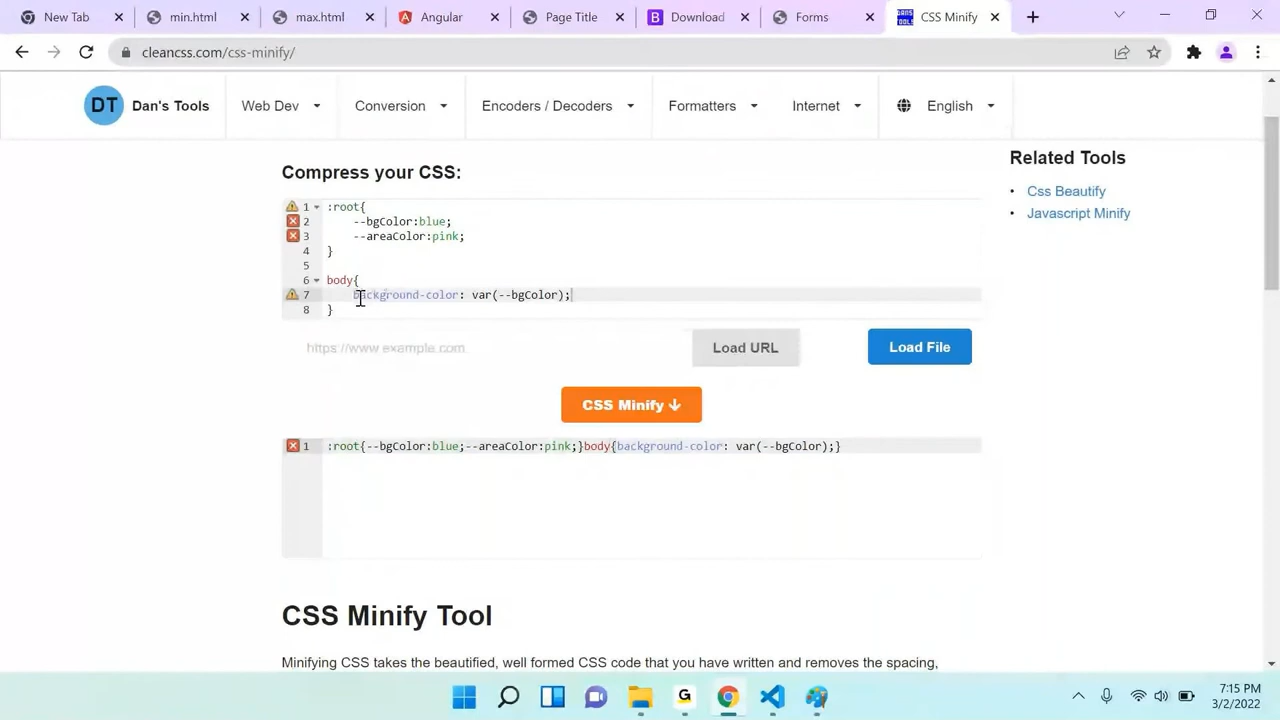 New Tab
min.html
max.html
Angular
Page Title
Download
Forms
CSS Minify
cleancss.com/css-minify/
DT Dan's Tools
Web Dev
Conversion
Encoders / Decoders
Formatters
Internet
English
Compress your CSS:
Related Tools
• Css Beautify
• Javascript Minify
1 :root{
2 --bgColor:blue;
3 --areaColor:pink;
4 }
5
6 body{
7 background-color: var(--bgColor);
8 }
https://www.example.com
Load URL
Load File
CSS Minify ↓
1 :root{--bgColor:blue;--areaColor:pink;}body{background-color: var(--bgColor);}
CSS Minify Tool
Minifying CSS takes the beautified, well formed CSS code that you have written and removes the spacing,
7:15 PM
3/2/2022